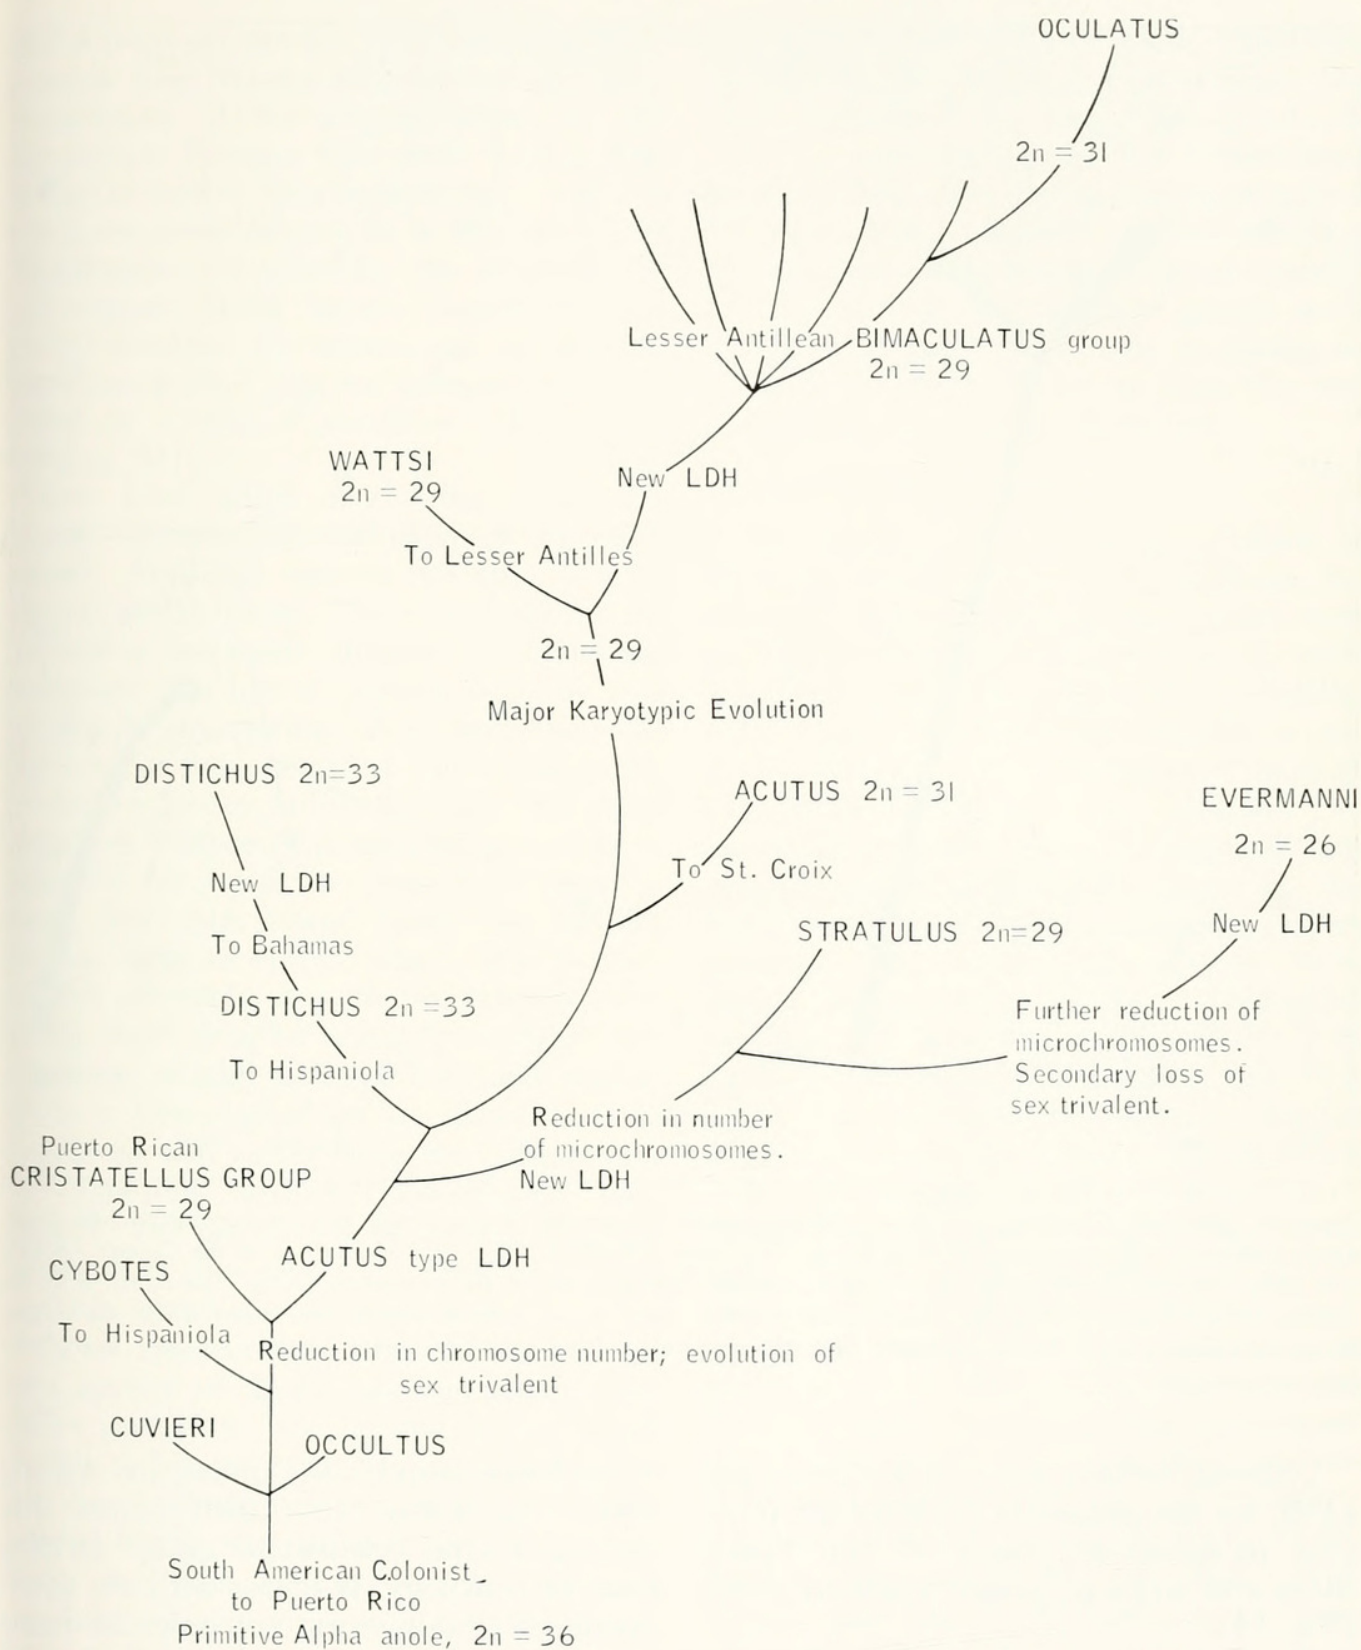 OCULATUS
2n = 31
Lesser Antillean BIMACULATUS group
2n = 29
WATTSI
2n = 29
New LDH
To Lesser Antilles
2n = 29
Major Karyotypic Evolution
DISTICHUS 2n=33
ACUTUS 2n = 31
EVERMANNI
2n = 26
To St. Croix
New LDH
New LDH
STRATULUS 2n=29
To Bahamas
DISTICHUS 2n =33
Further reduction of
microchromosomes.
Secondary loss of
sex trivalent.
To Hispaniola
Reduction in number
of microchromosomes.
New LDH
Puerto Rican
CRISTATELLUS GROUP
2n = 29
ACUTUS type LDH
CYBOTES
To Hispaniola
Reduction in chromosome number; evolution of
sex trivalent
CUVIERI
OCCULTUS
South American Colonist
to Puerto Rico
Primitive Alpha anole, 2n = 36